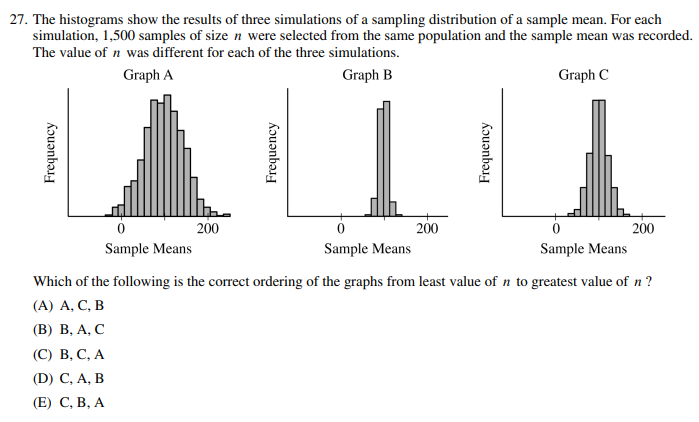 27. The histograms show the results of three simulations of a sampling distribution of a sample mean. For each
simulation, 1,500 samples of size n were selected from the same population and the sample mean was recorded.
The value of n was different for each of the three simulations.
Graph A Graph B Graph C
Frequency Frequency Frequency
0 200 0 200 0 200
Sample Means Sample Means Sample Means
Which of the following is the correct ordering of the graphs from least value of n to greatest value of n ?
(A) A, C, B
(B) B, A, C
(C) B, C, A
(D) C, A, B
(E) C, B, A